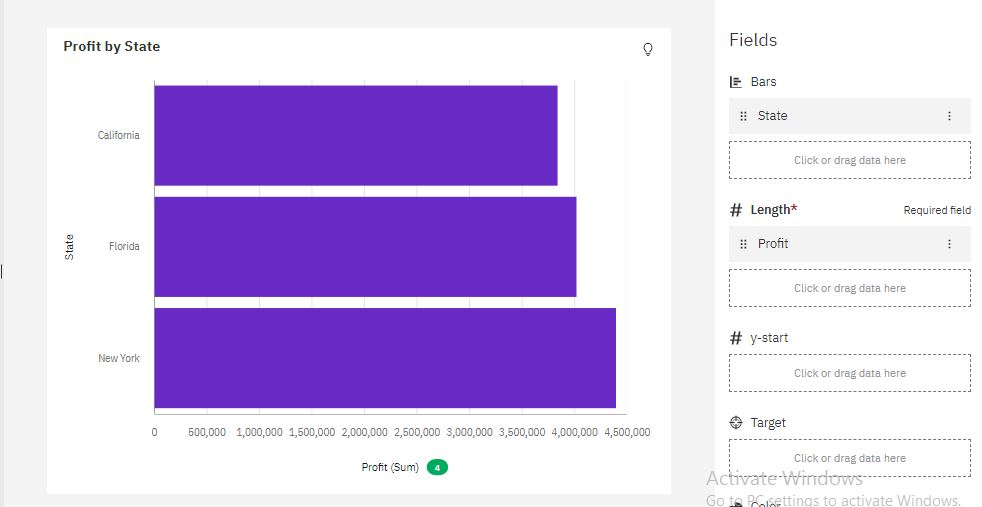 Profit by State
State
California
Florida
New York
0 500,000 1,000,000 1,500,000 2,000,000 2,500,000 3,000,000 3,500,000 4,000,000 4,500,000
Profit (Sum) 4
Fields
Bars
State
Click or drag data here
# Length* Required field
Profit
Click or drag data here
# y-start
Click or drag data here
Target
Click or drag data here
Activate Windows
Go to PC settings to activate Windows.
Color